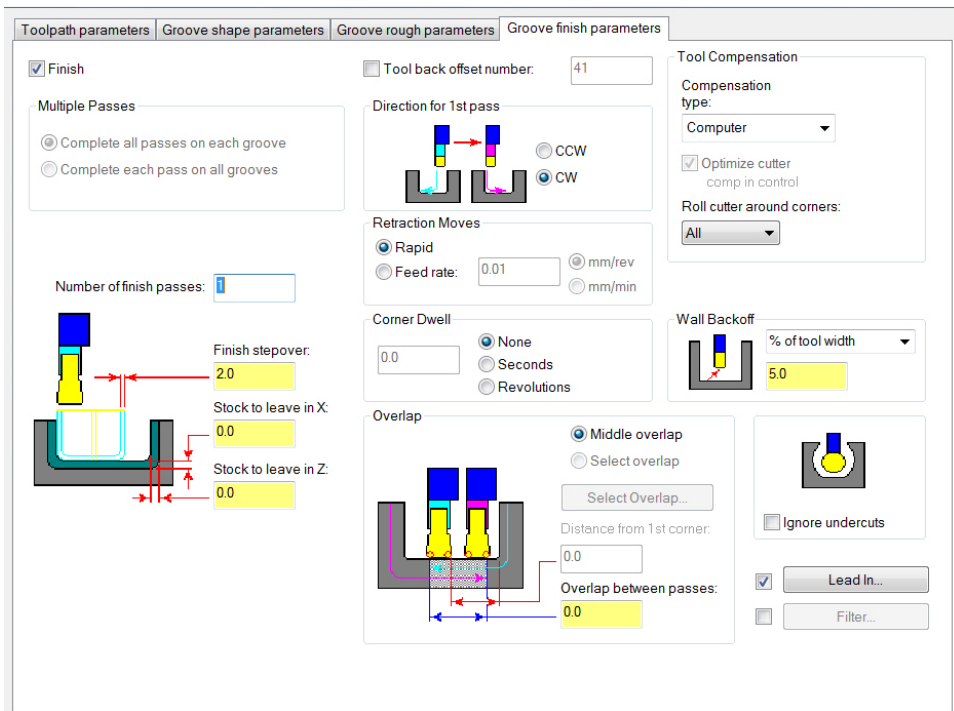 Toolpath parameters
Groove shape parameters
Groove rough parameters
Groove finish parameters
Finish
Multiple Passes
Complete all passes on each groove
Complete each pass on all grooves
Number of finish passes:
1
Finish stepover:
2.0
Stock to leave in X:
0.0
Stock to leave in Z:
0.0
Tool back offset number:
41
Direction for 1st pass
CCW
CW
Retraction Moves
Rapid
Feed rate:
0.01
mm/rev
mm/min
Corner Dwell
0.0
None
Seconds
Revolutions
Overlap
Middle overlap
Select overlap
Select Overlap...
Distance from 1st corner:
0.0
Overlap between passes:
0.0
Tool Compensation
Compensation
type:
Computer
Optimize cutter
comp in control
Roll cutter around corners:
All
Wall Backoff
% of tool width
5.0
Ignore undercuts
Lead In...
Filter...